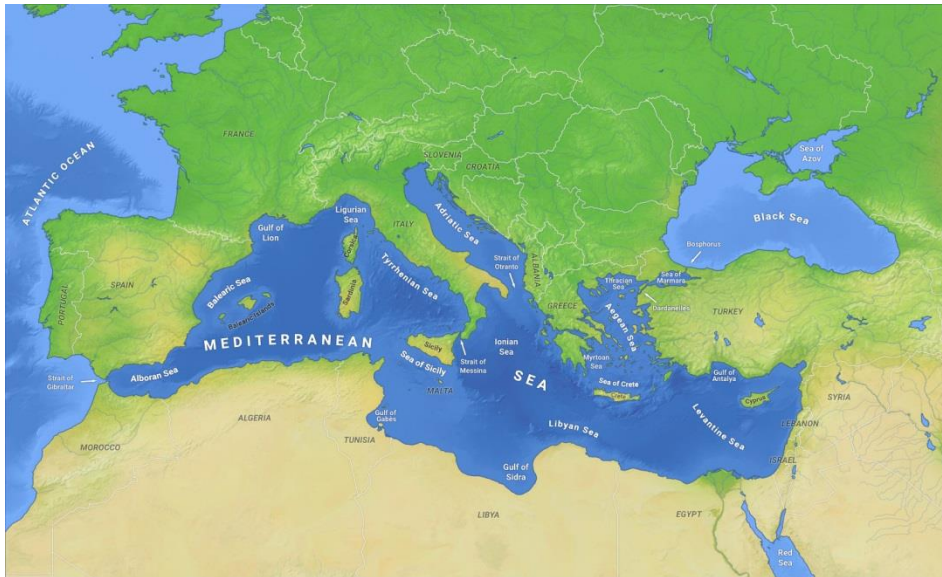 FRANCE
SLOVENIA
CROATIA
Sea of
Azov
ATLANTIC OCEAN
Ligurian
Sea
Gulf of
Lion
ITALY
Adriatic Sea
Black Sea
Corsica
Bosphorus
Strait of
Otranto
ALBANIA
Tyrrhenian Sea
Thracian
Sea
Sea of
Marmara
SPAIN
PORTUGAL
Balearic Sea
Balearic Islands
Sardinia
GREECE
Dardanelles
Aegean Sea
TURKEY
MEDITERRANEAN
SEA
Sicily
Ionian
Sea
Strait of
Messina
Myrtoan
Sea
Sea of Sicily
MALTA
Strait of
Gibraltar
Alboran Sea
Sea of Crete
Crete
Gulf of
Antalya
Cyprus
SYRIA
LEBANON
Levantine Sea
Gulf of
Gabès
Libyan Sea
MOROCCO
ALGERIA
TUNISIA
Gulf of
Sidra
ISRAEL
LIBYA
EGYPT
Red
Sea